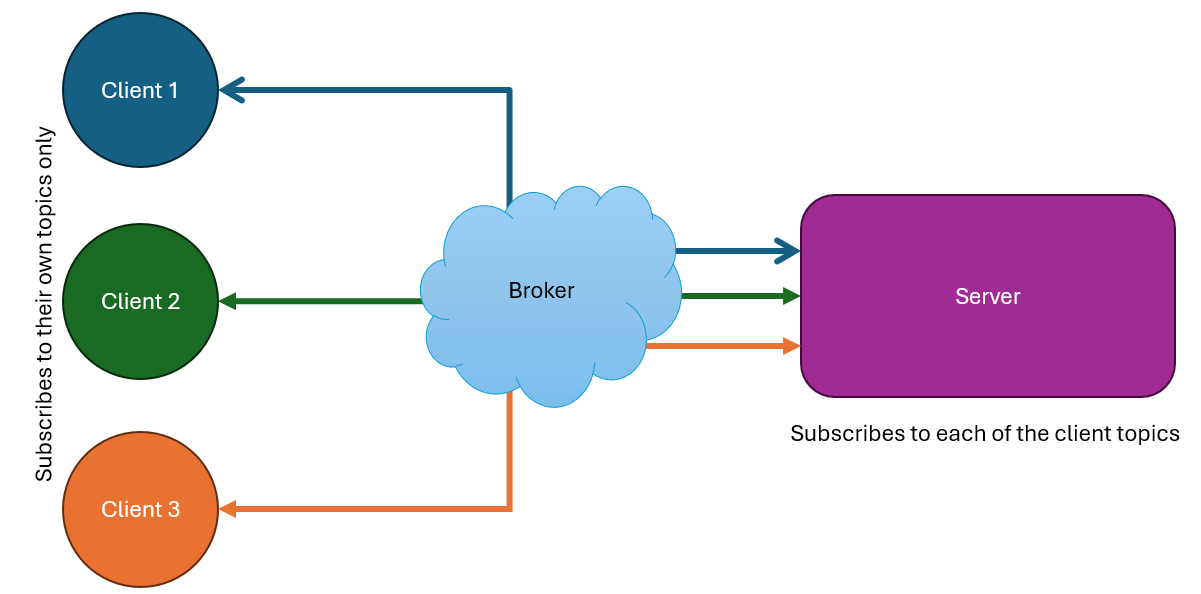 Subscribes to their own topics only
Client 1
Client 2
Client 3
Broker
Server
Subscribes to each of the client topics